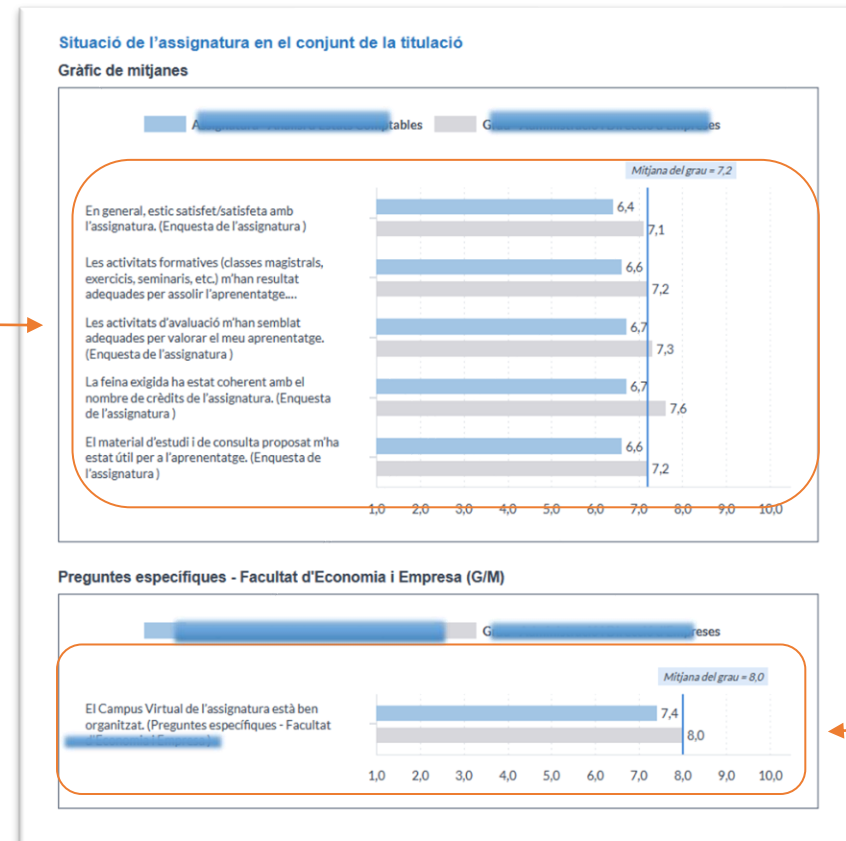 Situació de l'assignatura en el conjunt de la titulació
Gràfic de mitjanes
Mitjana del grau = 7,2
En general, estic satisfet/satisfeta amb
l'assignatura. (Enquesta de l'assignatura )
6,4
7,1
Les activitats formatives (classes magistrals,
exercicis, seminaris, etc.) m'han resultat
adequades per assolir l'aprenentatge....
6,6
7,2
Les activitats d'avaluació m'han semblat
adequades per valorar el meu aprenentatge.
(Enquesta de l'assignatura )
6,7
7,3
La feina exigida ha estat coherent amb el
nombre de crèdits de l'assignatura. (Enquesta
de l'assignatura )
6,7
7,6
El material d'estudi i de consulta proposat m'ha
estat útil per a l'aprenentatge. (Enquesta de
l'assignatura )
6,6
7,2
1,0 2,0 3,0 4,0 5,0 6,0 7,0 8,0 9,0 10,0
Preguntes específiques - Facultat d'Economia i Empresa (G/M)
Mitjana del grau = 8,0
El Campus Virtual de l'assignatura està ben
organitzat. (Preguntes específiques - Facultat
7,4
8,0
1,0 2,0 3,0 4,0 5,0 6,0 7,0 8,0 9,0 10,0